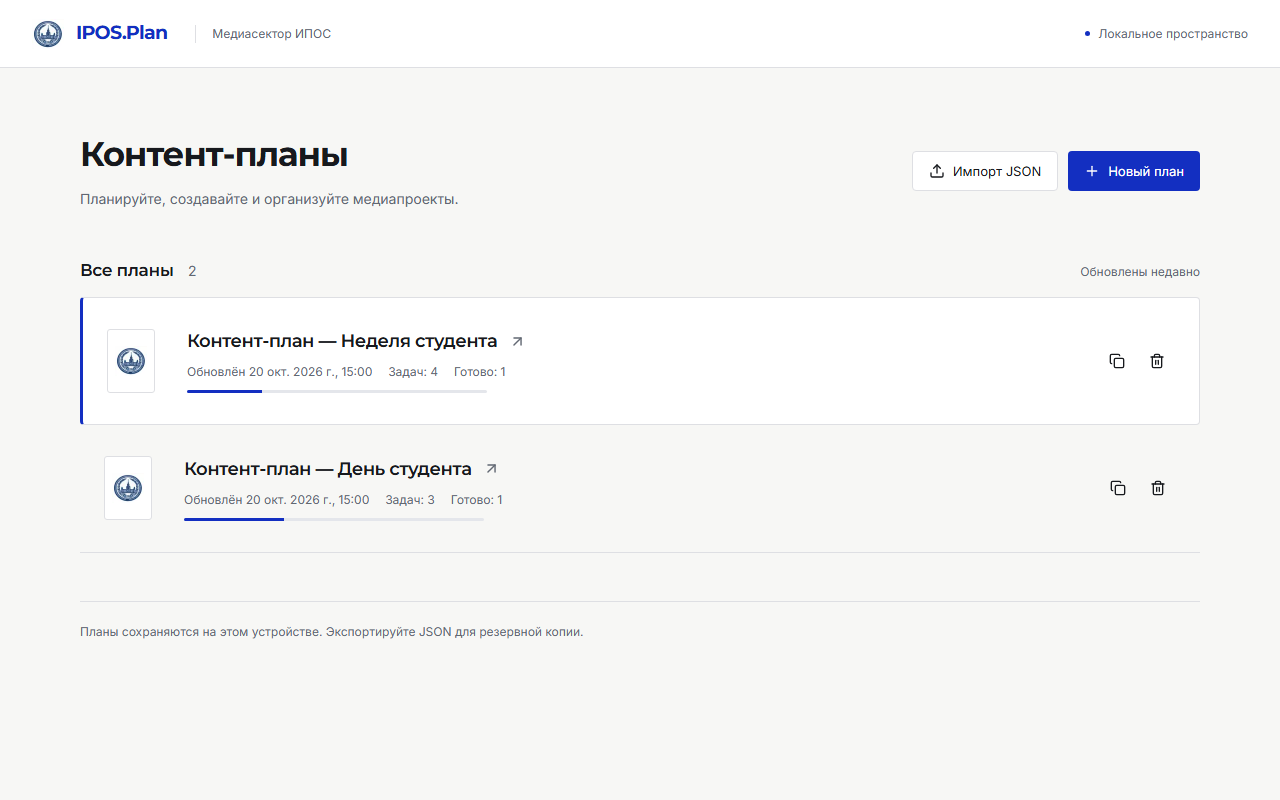 IPOS.Plan
Медиасектор ИПОС
Локальное пространство
Контент-планы
Планируйте, создавайте и организуйте медиапроекты.
Импорт JSON
Новый план
Все планы 2
Обновлены недавно
Контент-план — Неделя студента
Обновлён 20 окт. 2026 г., 15:00 Задач: 4 Готово: 1
Контент-план — День студента
Обновлён 20 окт. 2026 г., 15:00 Задач: 3 Готово: 1
Планы сохраняются на этом устройстве. Экспортируйте JSON для резервной копии.